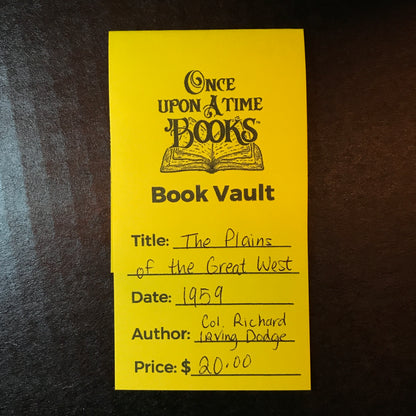 ONCE
UPON A TIME
BOOKS™
Book Vault
Title: The Plains
of the Great West
Date: 1959
Author: Col. Richard
Irving Dodge
Price: $ 20.00